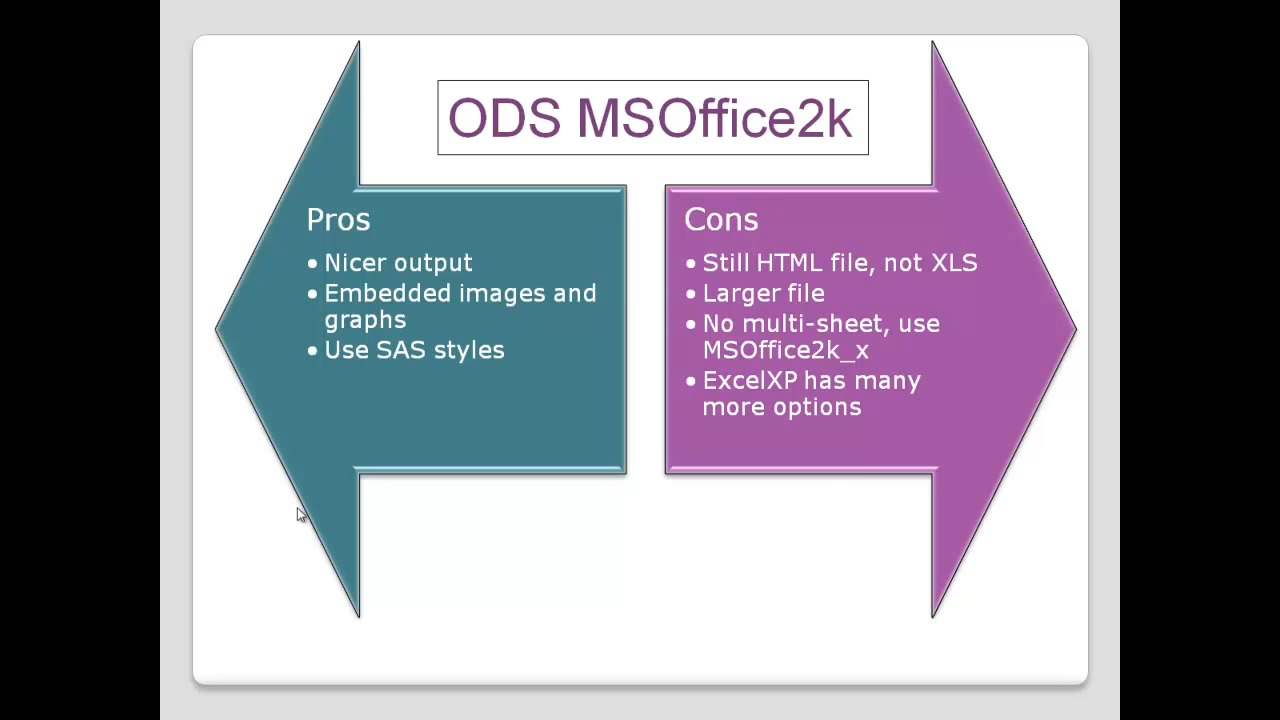 ODS MSOffice2k
Pros
• Nicer output
• Embedded images and
graphs
• Use SAS styles
Cons
• Still HTML file, not XLS
• Larger file
• No multi-sheet, use
MSOffice2k_x
• ExcelXP has many
more options